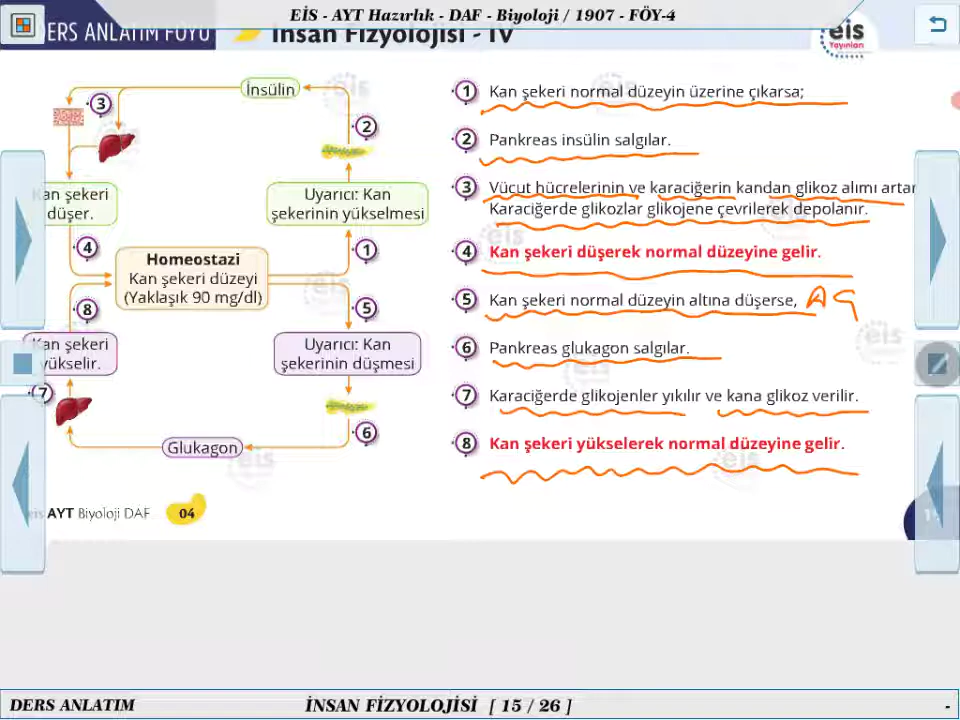 EİS - AYT Hazırlık - DAF - Biyoloji / 1907 - FÖY-4
DERS ANLATIM FÖYÜ
İnsan Fizyolojisi - IV
eis
Yayınları
İnsülin
3
2
Kan şekeri
düşer.
Uyarıcı: Kan
şekerinin yükselmesi
4
1
Homeostazi
Kan şekeri düzeyi
(Yaklaşık 90 mg/dl)
8
5
Kan şekeri
yükselir.
Uyarıcı: Kan
şekerinin düşmesi
7
6
Glukagon
1 Kan şekeri normal düzeyin üzerine çıkarsa;
2 Pankreas insülin salgılar.
3 Vücut hücrelerinin ve karaciğerin kandan glikoz alımı artar
Karaciğerde glikozlar glikojene çevrilerek depolanır.
4 Kan şekeri düşerek normal düzeyine gelir.
5 Kan şekeri normal düzeyin altına düşerse,
6 Pankreas glukagon salgılar.
7 Karaciğerde glikojenler yıkılır ve kana glikoz verilir.
8 Kan şekeri yükselerek normal düzeyine gelir.
eis AYT Biyoloji DAF 04
DERS ANLATIM
İNSAN FİZYOLOJİSİ [ 15 / 26 ]
-